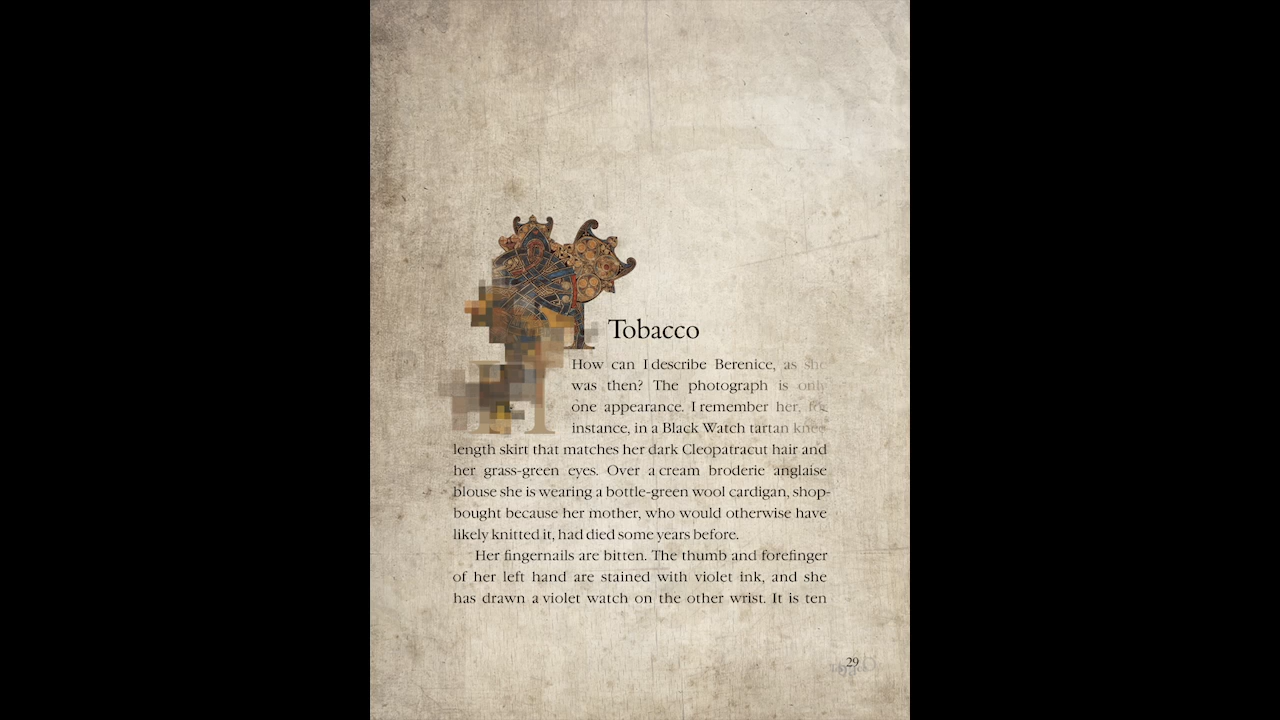 Tobacco
How can I describe Berenice, as she
was then? The photograph is only
one appearance. I remember her, for
instance, in a Black Watch tartan knee-
length skirt that matches her dark Cleopatracut hair and
her grass-green eyes. Over a cream broderie anglaise
blouse she is wearing a bottle-green wool cardigan, shop-
bought because her mother, who would otherwise have
likely knitted it, had died some years before.
Her fingernails are bitten. The thumb and forefinger
of her left hand are stained with violet ink, and she
has drawn a violet watch on the other wrist. It is ten
29